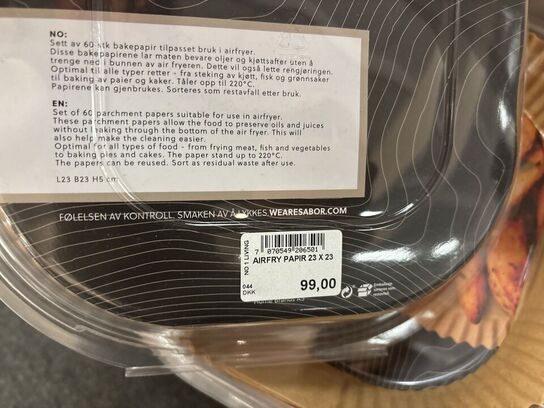 NO:
Sett av 60 stk bakepapir tilpasset bruk i airfryer.
Disse bakepapirene lar maten bevare oljer og kjøttsafter uten å
trenge ned i bunnen av air fryeren. Dette vil også lette rengjøringen.
Optimal til alle typer retter - fra steking av kjøtt, fisk og grønnsaker
til baking av paier og kaker. Tåler opp til 220°C.
Papirene kan gjenbrukes. Sorteres som restavfall etter bruk.
EN:
Set of 60 parchment papers suitable for use in airfryer.
These parchment papers allow the food to preserve oils and juices
without leaking through the bottom of the air fryer. This will
also help make the cleaning easier.
Optimal for all types of food - from frying meat, fish and vegetables
to baking pies and cakes. The paper stand up to 220°C.
The papers can be reused. Sort as residual waste after use.
L23 B23 H5 cm
FØLELSEN AV KONTROLL. SMAKEN AV Å LYKKES. WEARESABOR.COM
NO 1 LIVING
7 070549 206501
AIRFRY PAPIR 23 X 23
044
DKK
99,00